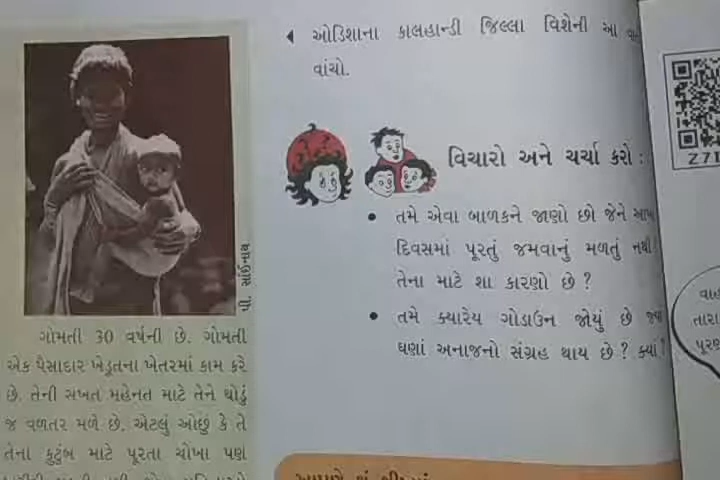 ◀ ઓડિશાના કાલહાન્ડી જિલ્લા વિશેની આ
વાંચો.
વિચારો અને ચર્ચા કરો :
• તમે એવા બાળકને જાણો છો જેને
દિવસમાં પૂરતું જમવાનું મળતું નથી?
તેના માટે શા કારણો છે ?
• તમે ક્યારેય ગોડાઉન જોયું છે
ઘણાં અનાજનો સંગ્રહ થાય છે ? ક્યાં ?
પી. સાંઈનાથ
ગોમતી 30 વર્ષની છે. ગોમતી
એક પૈસાદાર ખેડૂતના ખેતરમાં કામ કરે
છે. તેની સખત મહેનત માટે તેને થોડું
જ વળતર મળે છે. એટલું ઓછું કે તે
તેના કુટુંબ માટે પૂરતા ચોખા પણ
Z71
તારા